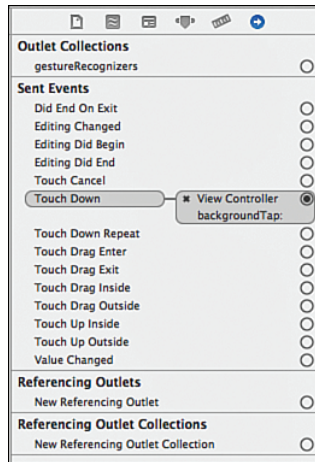 Outlet Collections
gestureRecognizers
Sent Events
Did End On Exit
Editing Changed
Editing Did Begin
Editing Did End
Touch Cancel
Touch Down
View Controller
backgroundTap:
Touch Down Repeat
Touch Drag Enter
Touch Drag Exit
Touch Drag Inside
Touch Drag Outside
Touch Up Inside
Touch Up Outside
Value Changed
Referencing Outlets
New Referencing Outlet
Referencing Outlet Collections
New Referencing Outlet Collection